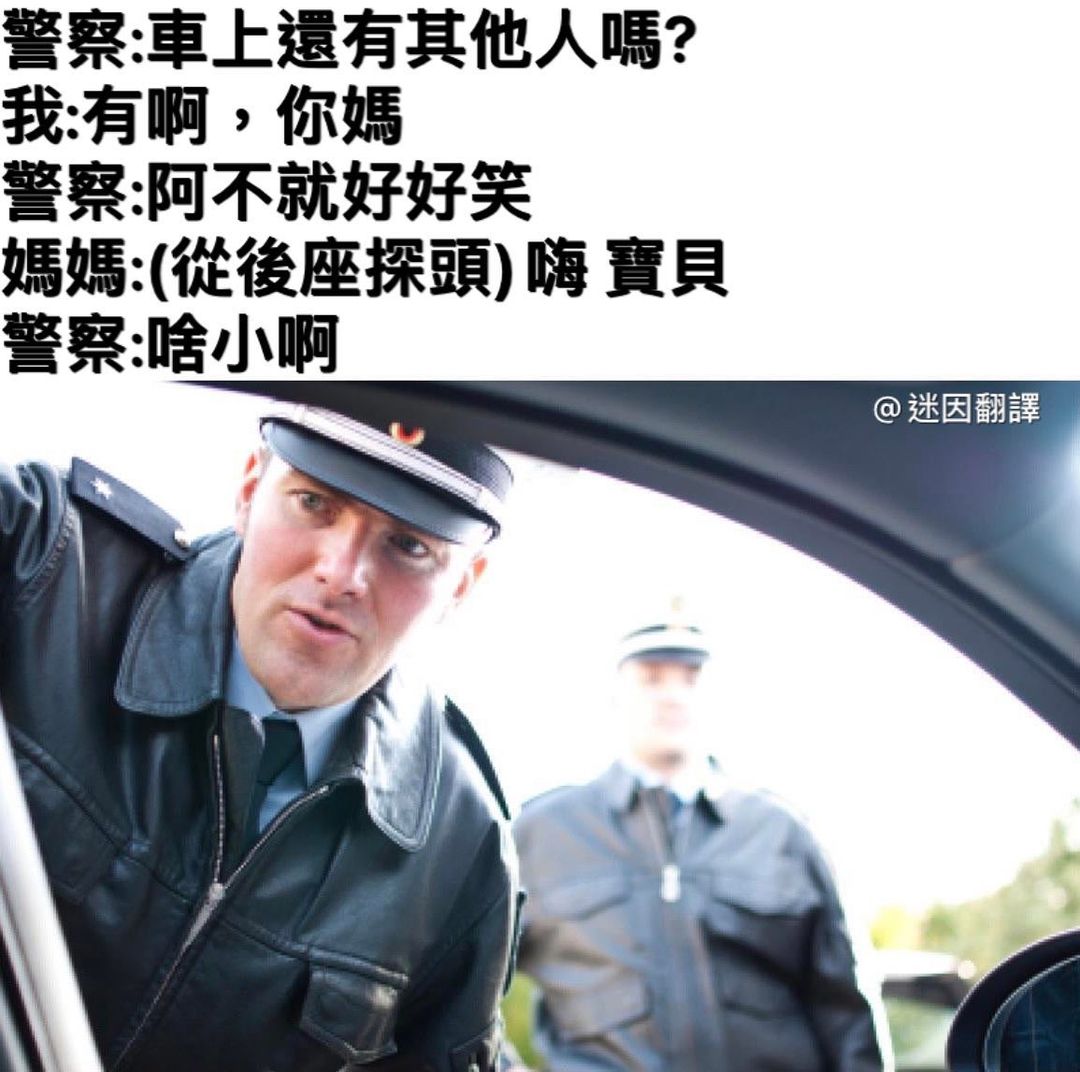 警察:車上還有其他人嗎?
我:有啊，你媽
警察:阿不就好好笑
媽媽:(從後座探頭) 嗨 寶貝
警察:啥小啊
@迷因翻譯